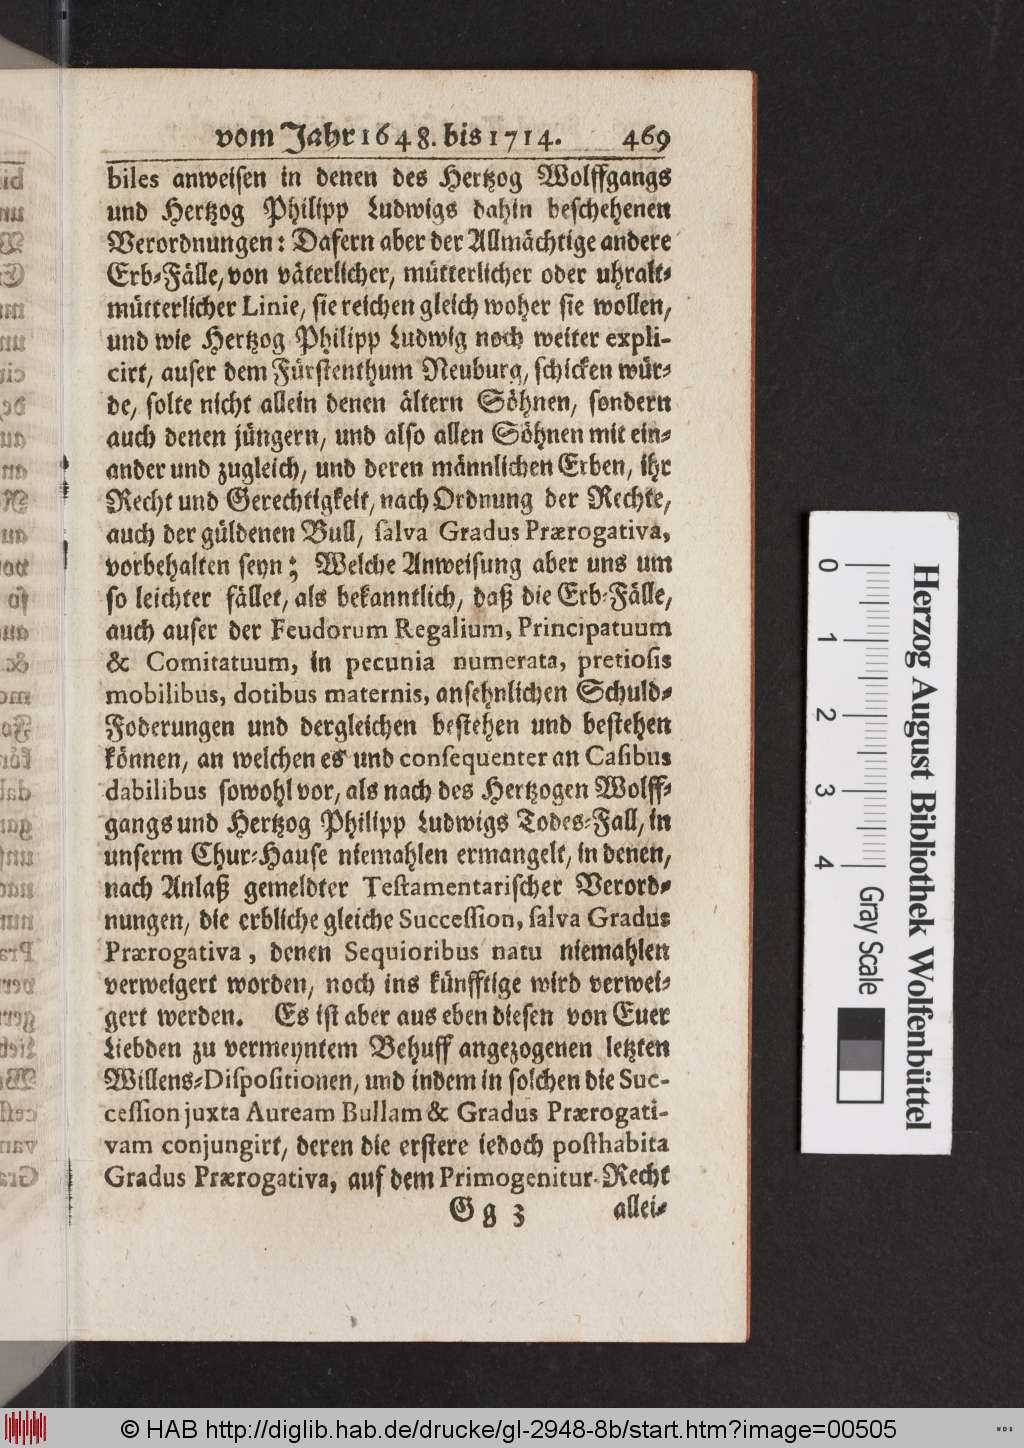 vom Jahr 1648. bis 1714. 469
biles anweisen in denen des Hertzog Wolffgangs
und Hertzog Philipp Ludwigs dahin beschehenen
Verordnungen: Dafern aber der Allmächtige andere
Erb-Fälle, von väterlicher, mütterlicher oder uhralt-
mütterlicher Linie, sie reichen gleich woher sie wollen,
und wie Hertzog Philipp Ludwig noch weiter expli-
cirt, auser dem Fürstenthum Neuburg, schicken wür-
de, solte nicht allein denen ältern Söhnen, sondern
auch denen jüngern, und also allen Söhnen mit ein-
ander und zugleich, und deren männlichen Erben, ihr
Recht und Gerechtigkeit, nach Ordnung der Rechte,
auch der güldenen Bull, salva Gradus Prærogativa,
vorbehalten seyn; Welche Anweisung aber uns um
so leichter fället, als bekanntlich, daß die Erb-Fälle,
auch auser der Feudorum Regalium, Principatuum
& Comitatuum, in pecunia numerata, pretiosis
mobilibus, dotibus maternis, ansehnlichen Schuld-
Foderungen und dergleichen bestehen und bestehen
können, an welchen es und consequenter an Casibus
dabilibus sowohl vor, als nach des Hertzogen Wolff-
gangs und Hertzog Philipp Ludwigs Todes-Fall, in
unserm Chur-Hause niemahlen ermangelt, in denen,
nach Anlaß gemeldter Testamentarischer Verord-
nungen, die erbliche gleiche Succession, salva Gradus
Prærogativa, denen Sequioribus natu niemahlen
verweigert worden, noch ins künfftige wird verwei-
gert werden. Es ist aber aus eben diesen von Euer
Liebden zu vermeyntem Behuff angezogenen letzten
Willens-Dispositionen, und indem in solchen die Suc-
cession juxta Auream Bullam & Gradus Prærogati-
vam conjungirt, deren die erstere iedoch posthabita
Gradus Prærogativa, auf dem Primogenitur-Recht
G g 3 allei-
0 1 2 3 4
Gray Scale
Herzog August Bibliothek Wolfenbüttel
© HAB http://diglib.hab.de/drucke/gl-2948-8b/start.htm?image=00505